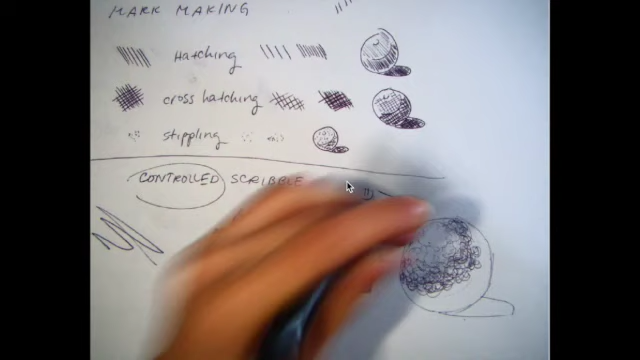 MARK MAKING
Hatching
cross hatching
stippling
CONTROLLED SCRIBBLE